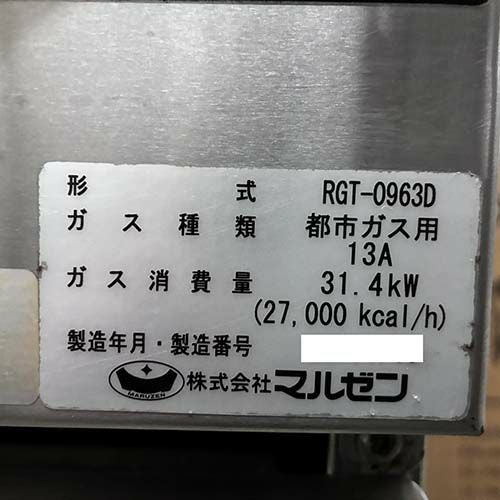 形 式 RGT-0963D
ガス種類 都市ガス用
13A
ガス消費量 31.4kW
(27,000 kcal/h)
製造年月・製造番号
MARUZEN 株式会社マルゼン